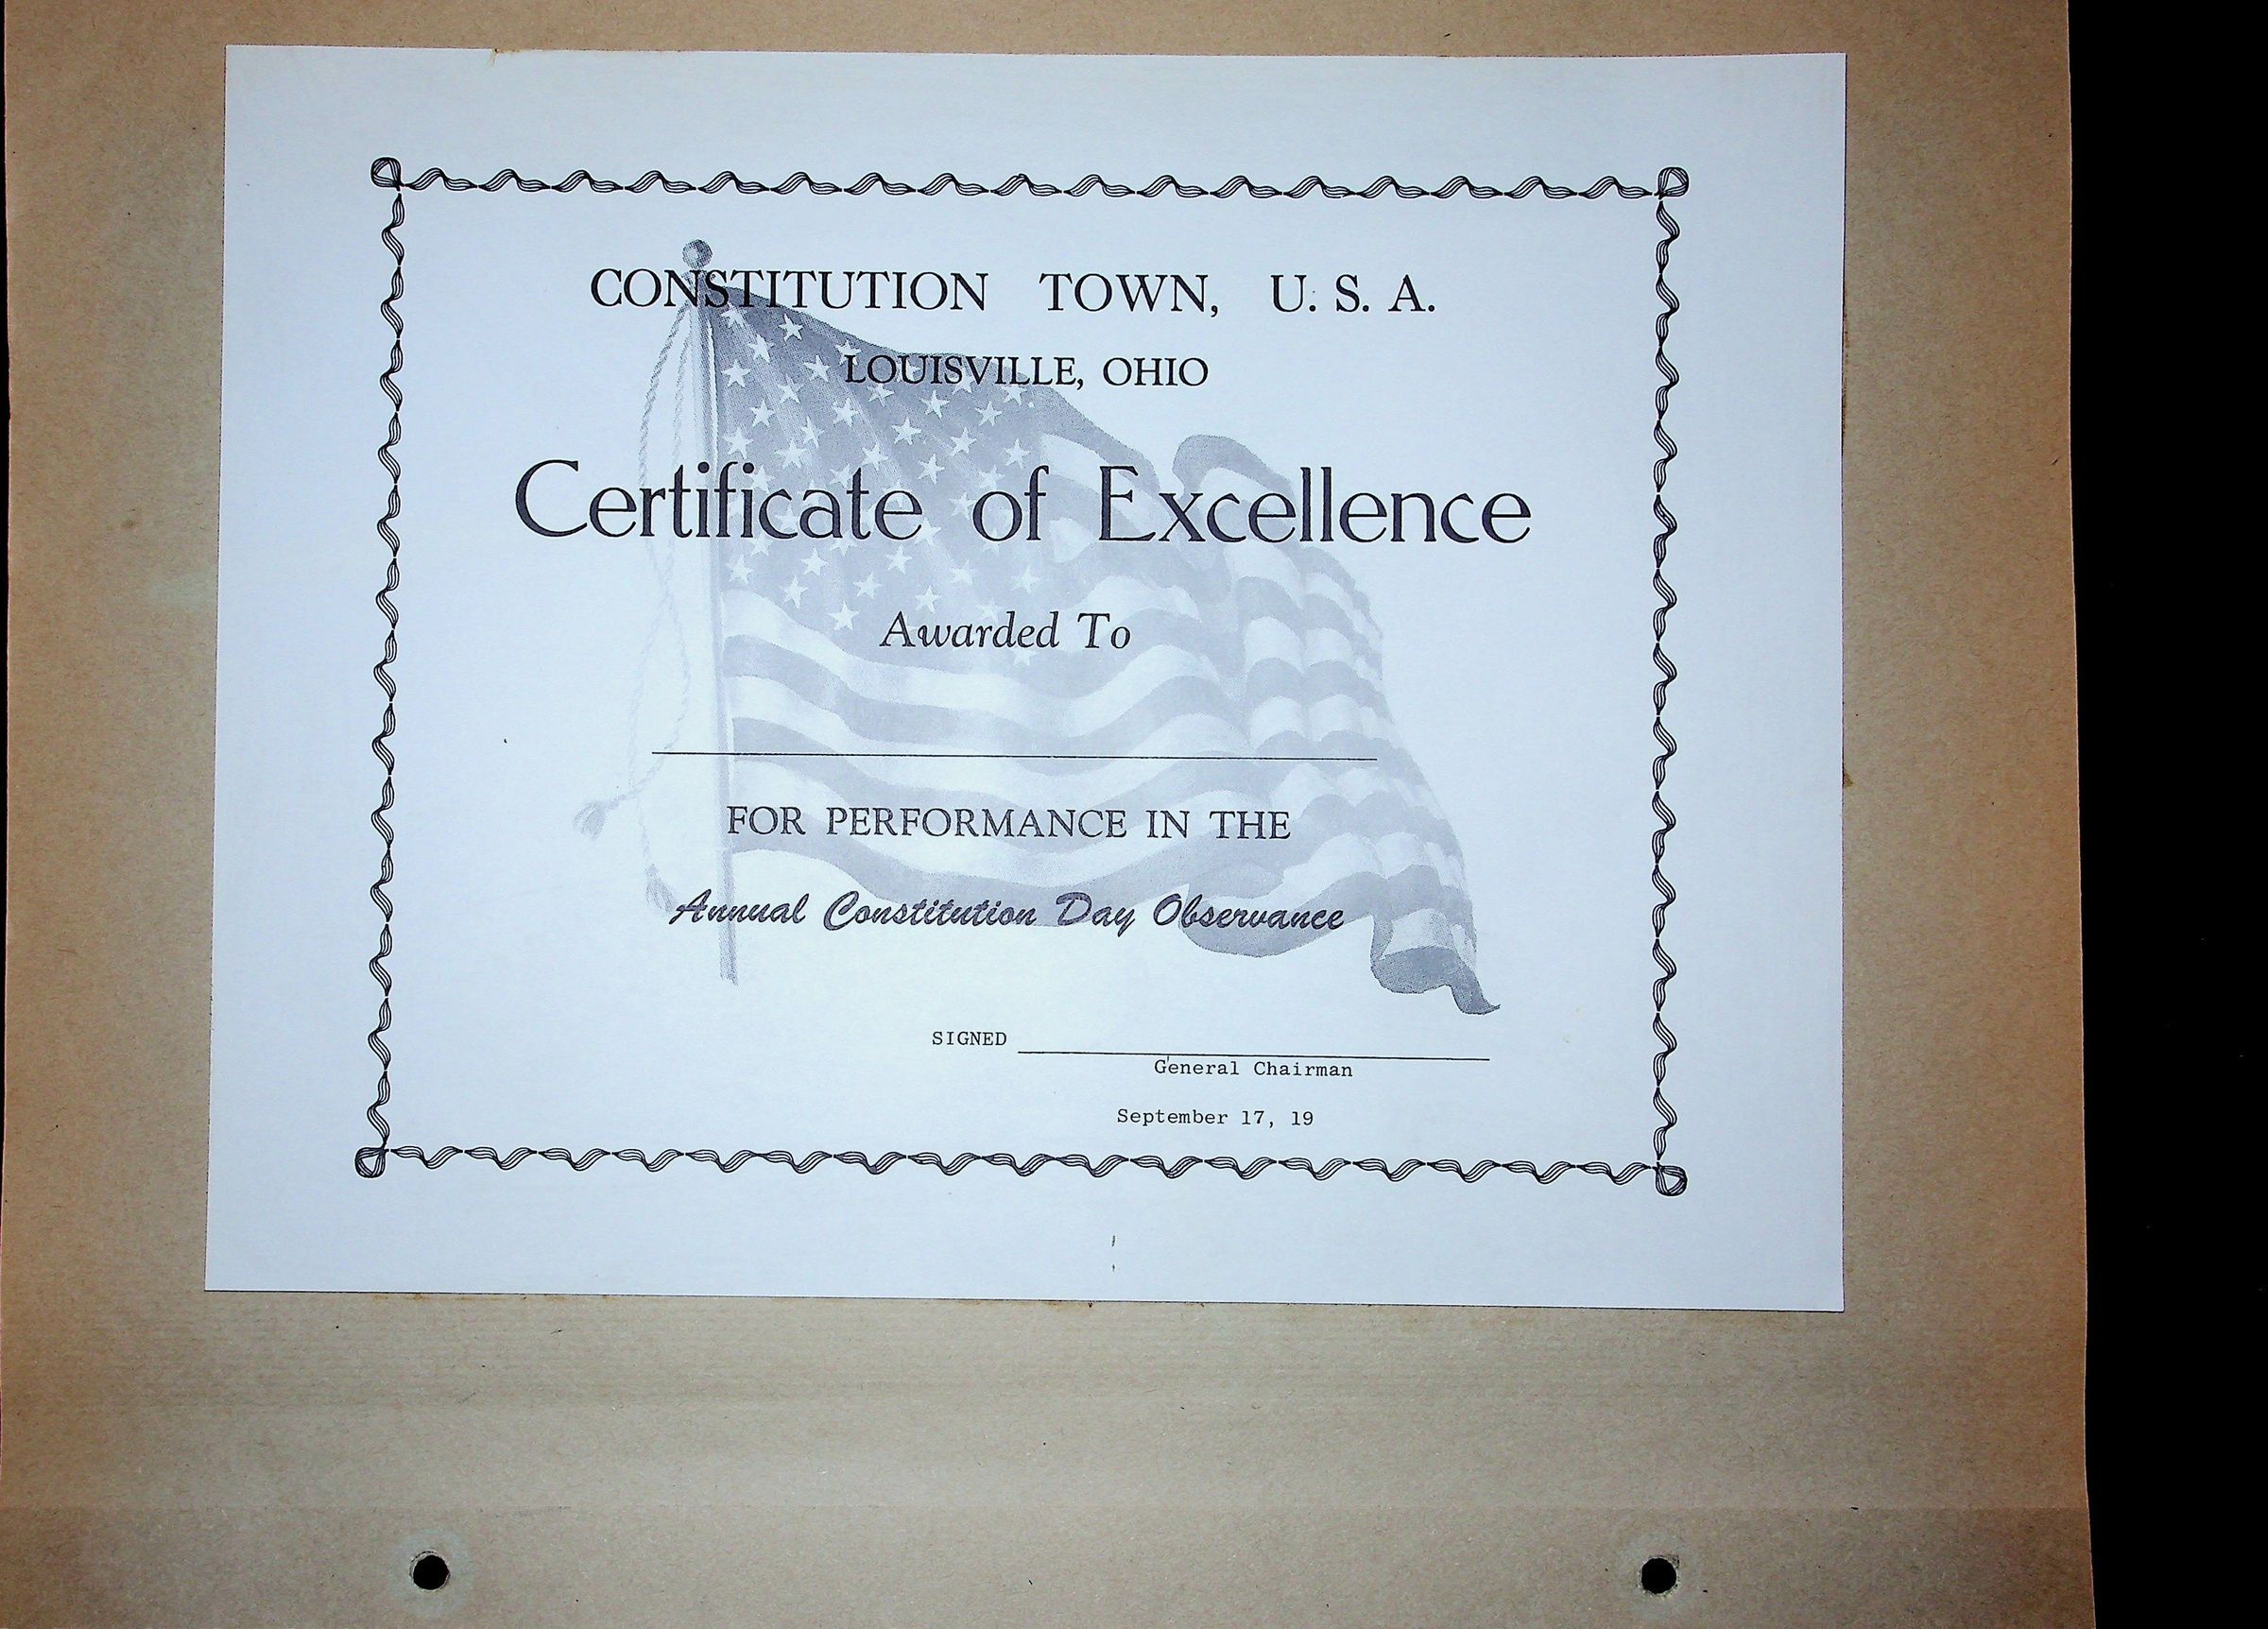 CONSTITUTION TOWN, U. S. A.
LOUISVILLE, OHIO
Certificate of Excellence
Awarded To
FOR PERFORMANCE IN THE
Annual Constitution Day Observance
SIGNED
General Chairman
September 17, 19